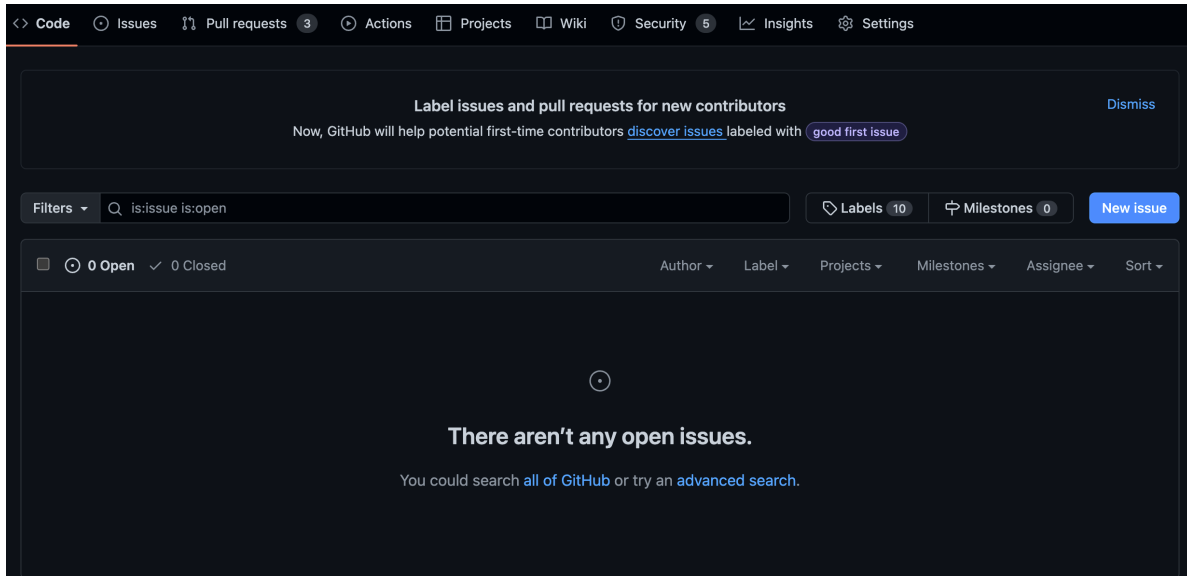 Code Issues Pull requests 3 Actions Projects Wiki Security 5 Insights Settings
Label issues and pull requests for new contributors
Dismiss
Now, GitHub will help potential first-time contributors discover issues labeled with good first issue
Filters is:issue is:open Labels 10 Milestones 0 New issue
0 Open 0 Closed Author Label Projects Milestones Assignee Sort
There aren’t any open issues.
You could search all of GitHub or try an advanced search.